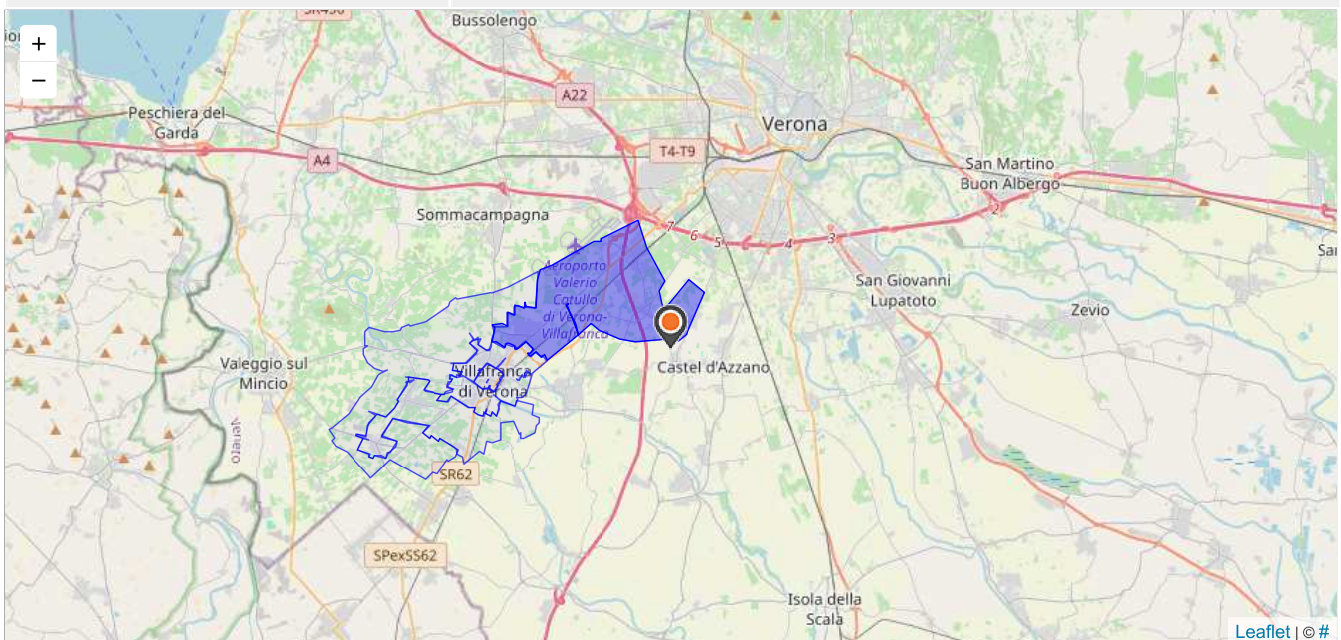 SR450
Bussolengo
+
−
A22
Peschiera del
Garda
Verona
T4-T9
A4
San Martino
Buon Albergo
2
Sommacampagna
7
6
5
4
3
Aeroporto
Valerio
Catullo
di Verona-
Villafranca
San Giovanni
Lupatoto
Zevio
Valeggio sul
Mincio
Villafranca
di Verona
Castel d'Azzano
Veneto
SR62
SPexSS62
Isola della
Scala
Leaflet | © #